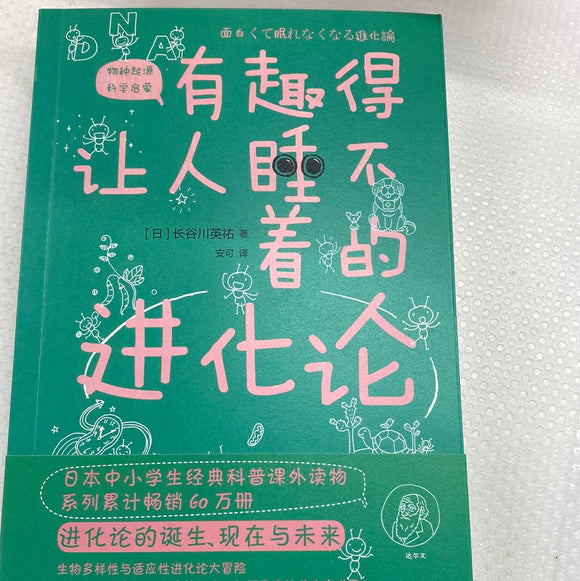 DNA
面白くて眠れなくなる進化論
物种起源
科学启蒙
有趣得
让人睡不
着的
进化论
[日]长谷川英祐 著
安可 译
日本中小学生经典科普课外读物
系列累计畅销60万册
进化论的诞生、现在与未来
达尔文
生物多样性与适应性进化论大冒险